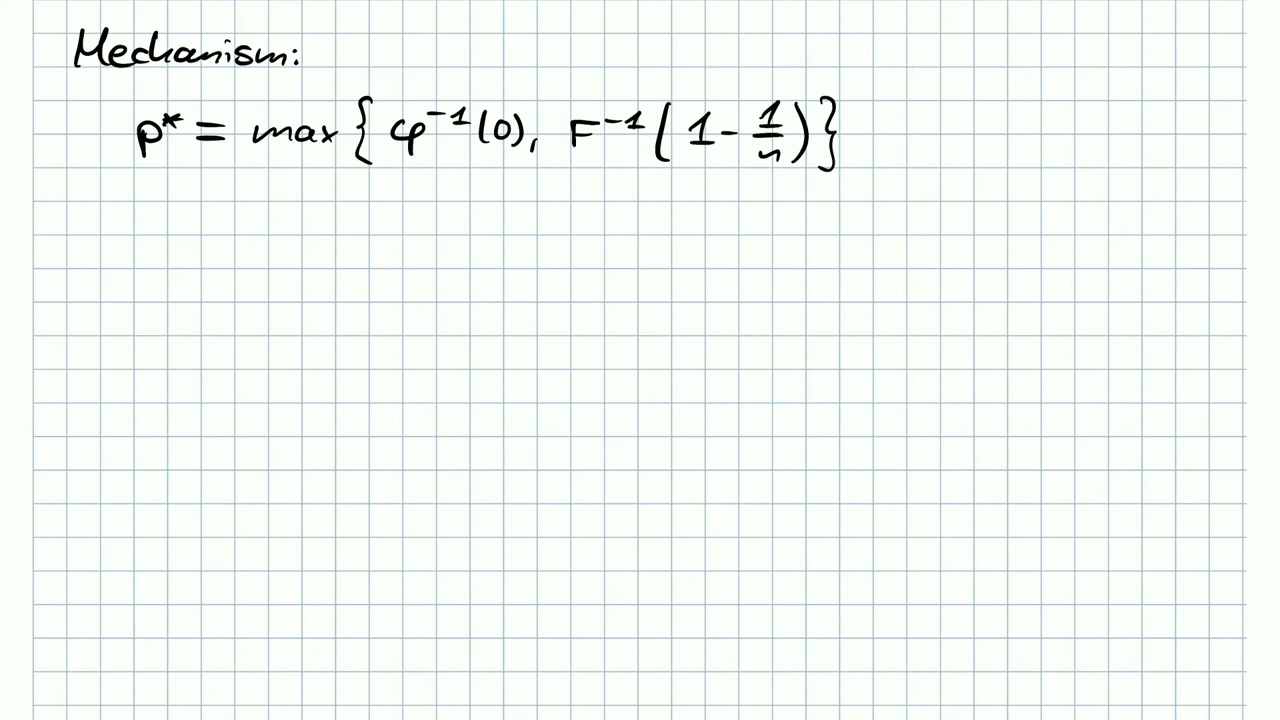 Mechanism:
p* = max { φ⁻¹(0), F⁻¹(1 - 1/n) }